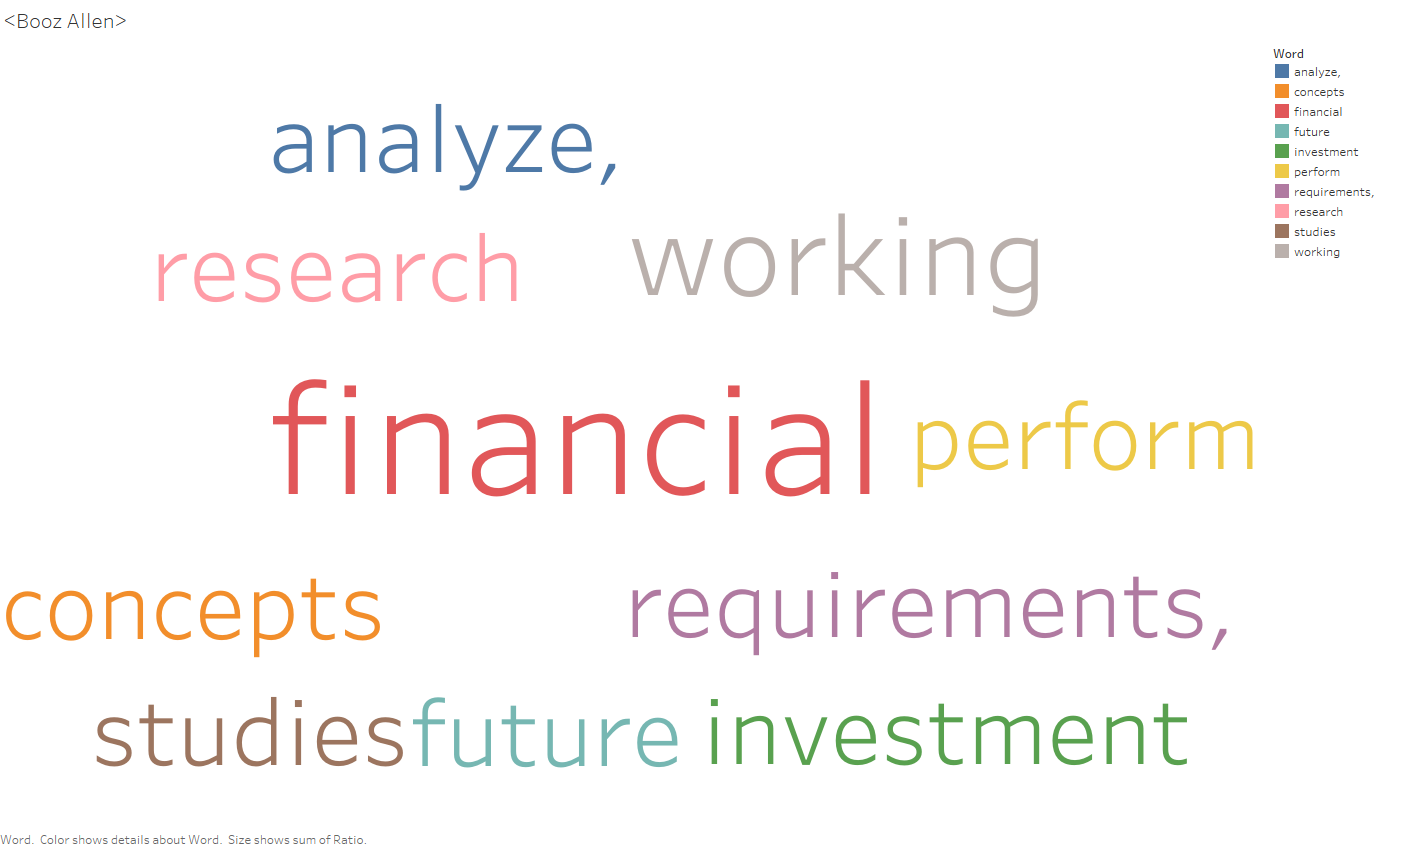 <Booz Allen>
Word
analyze,
concepts
financial
future
investment
perform
requirements,
research
studies
working
analyze,
research working
financial perform
concepts requirements,
studies future investment
Word. Color shows details about Word. Size shows sum of Ratio.